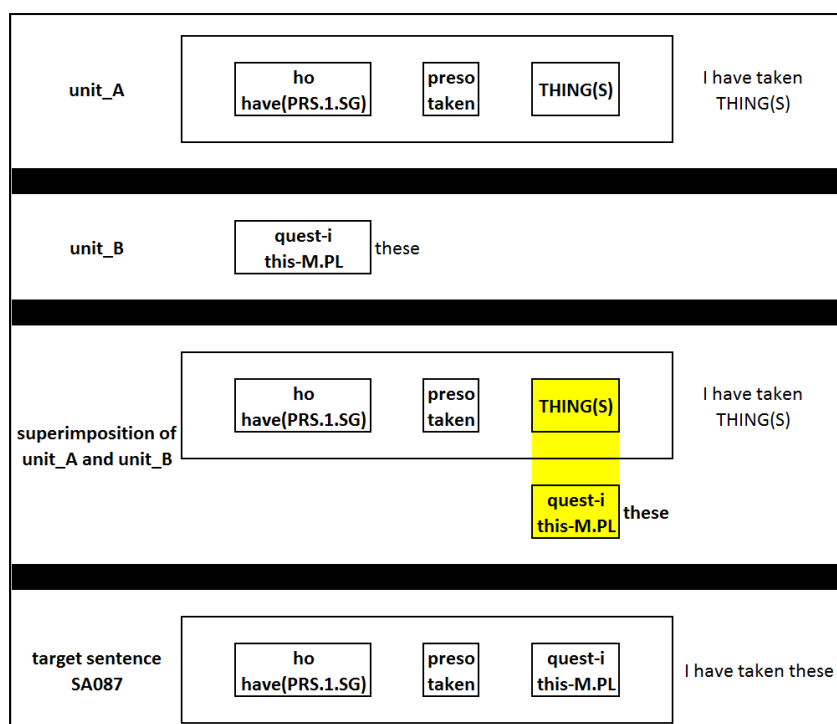 unit_A
ho
have(PRS.1.SG)
preso
taken
THING(S)
I have taken
THING(S)
unit_B
quest-i
this-M.PL
these
superimposition of
unit_A and unit_B
ho
have(PRS.1.SG)
preso
taken
THING(S)
I have taken
THING(S)
quest-i
this-M.PL
these
target sentence
SA087
ho
have(PRS.1.SG)
preso
taken
quest-i
this-M.PL
I have taken these